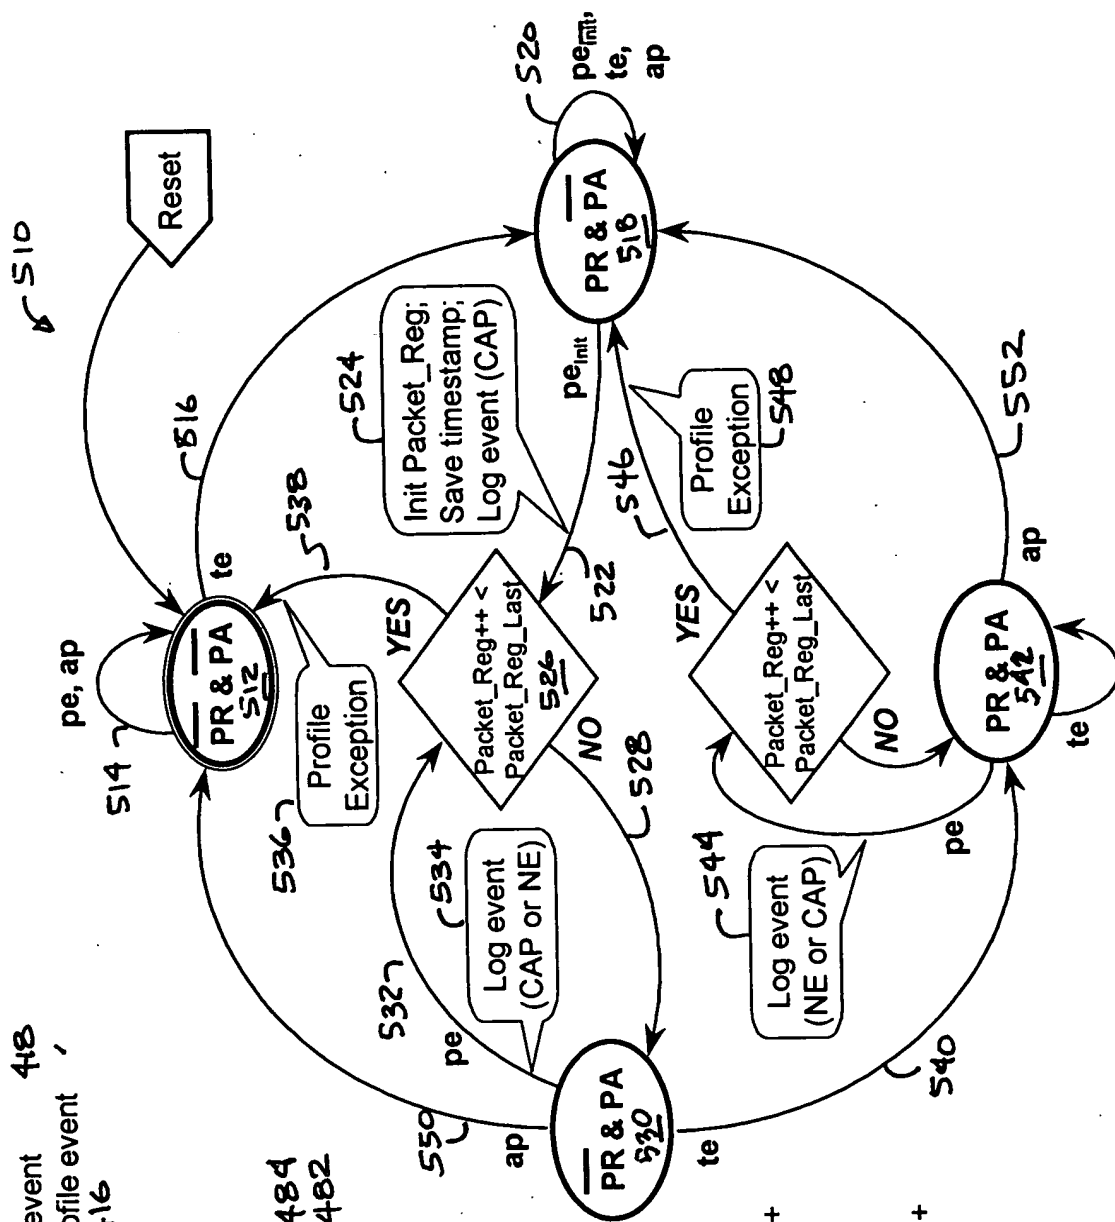 510
Reset
pe, ap
514
PR & PA
512
te
516
538
536
Profile
Exception
524
Init Packet_Reg;
Save timestamp;
Log event (CAP)
520
pe_init,
te,
ap
PR & PA
518
pe_init
522
YES
Packet_Reg++ <
Packet_Reg_Last
526
NO
528
532
534
Log event
(CAP or NE)
pe
550
ap
PR & PA
530
te
540
546
Profile
Exception
548
YES
Packet_Reg++ <
Packet_Reg_Last
NO
544
Log event
(NE or CAP)
pe
PR & PA
542
te
ap
552
event 418
ofile event
416
484
482
+
+